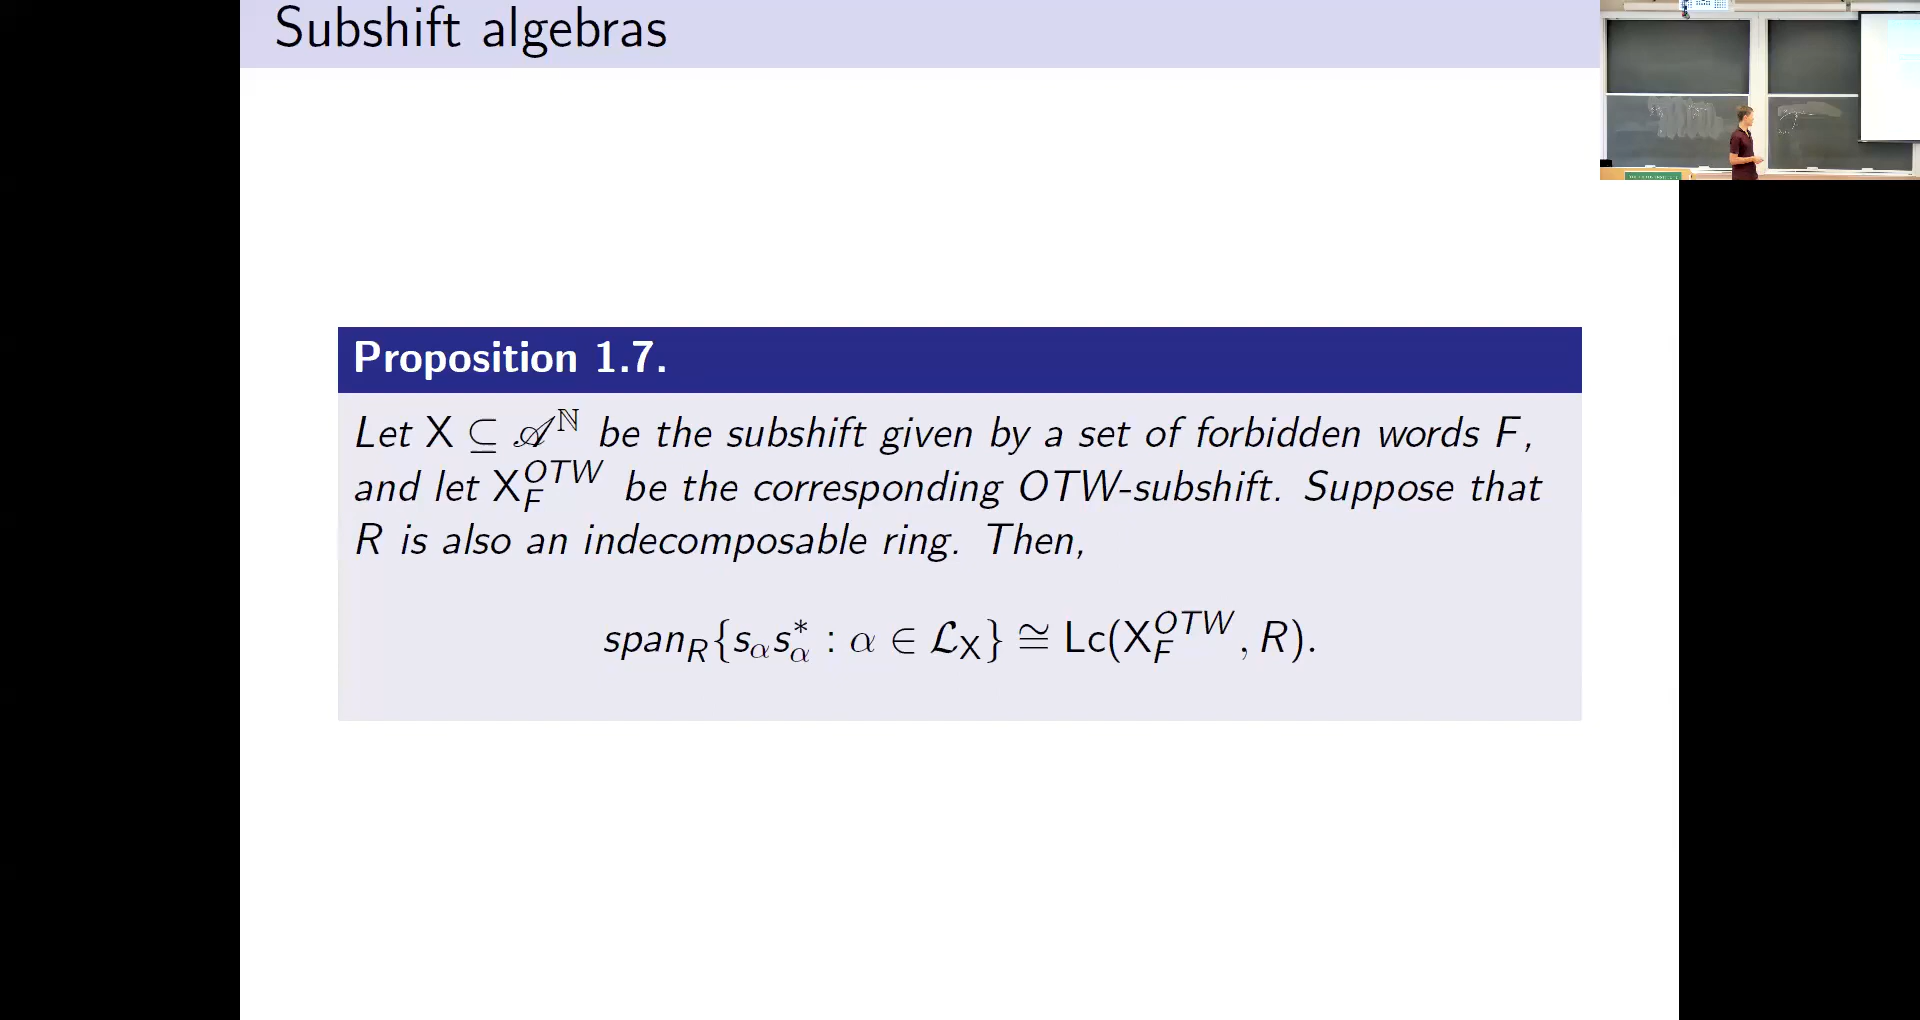 Subshift algebras
Proposition 1.7.
Let X ⊆ 𝒜^ℕ be the subshift given by a set of forbidden words F,
and let X_F^{OTW} be the corresponding OTW-subshift. Suppose that
R is also an indecomposable ring. Then,
span_R{s_α s_α^* : α ∈ ℒ_X} ≅ Lc(X_F^{OTW}, R).